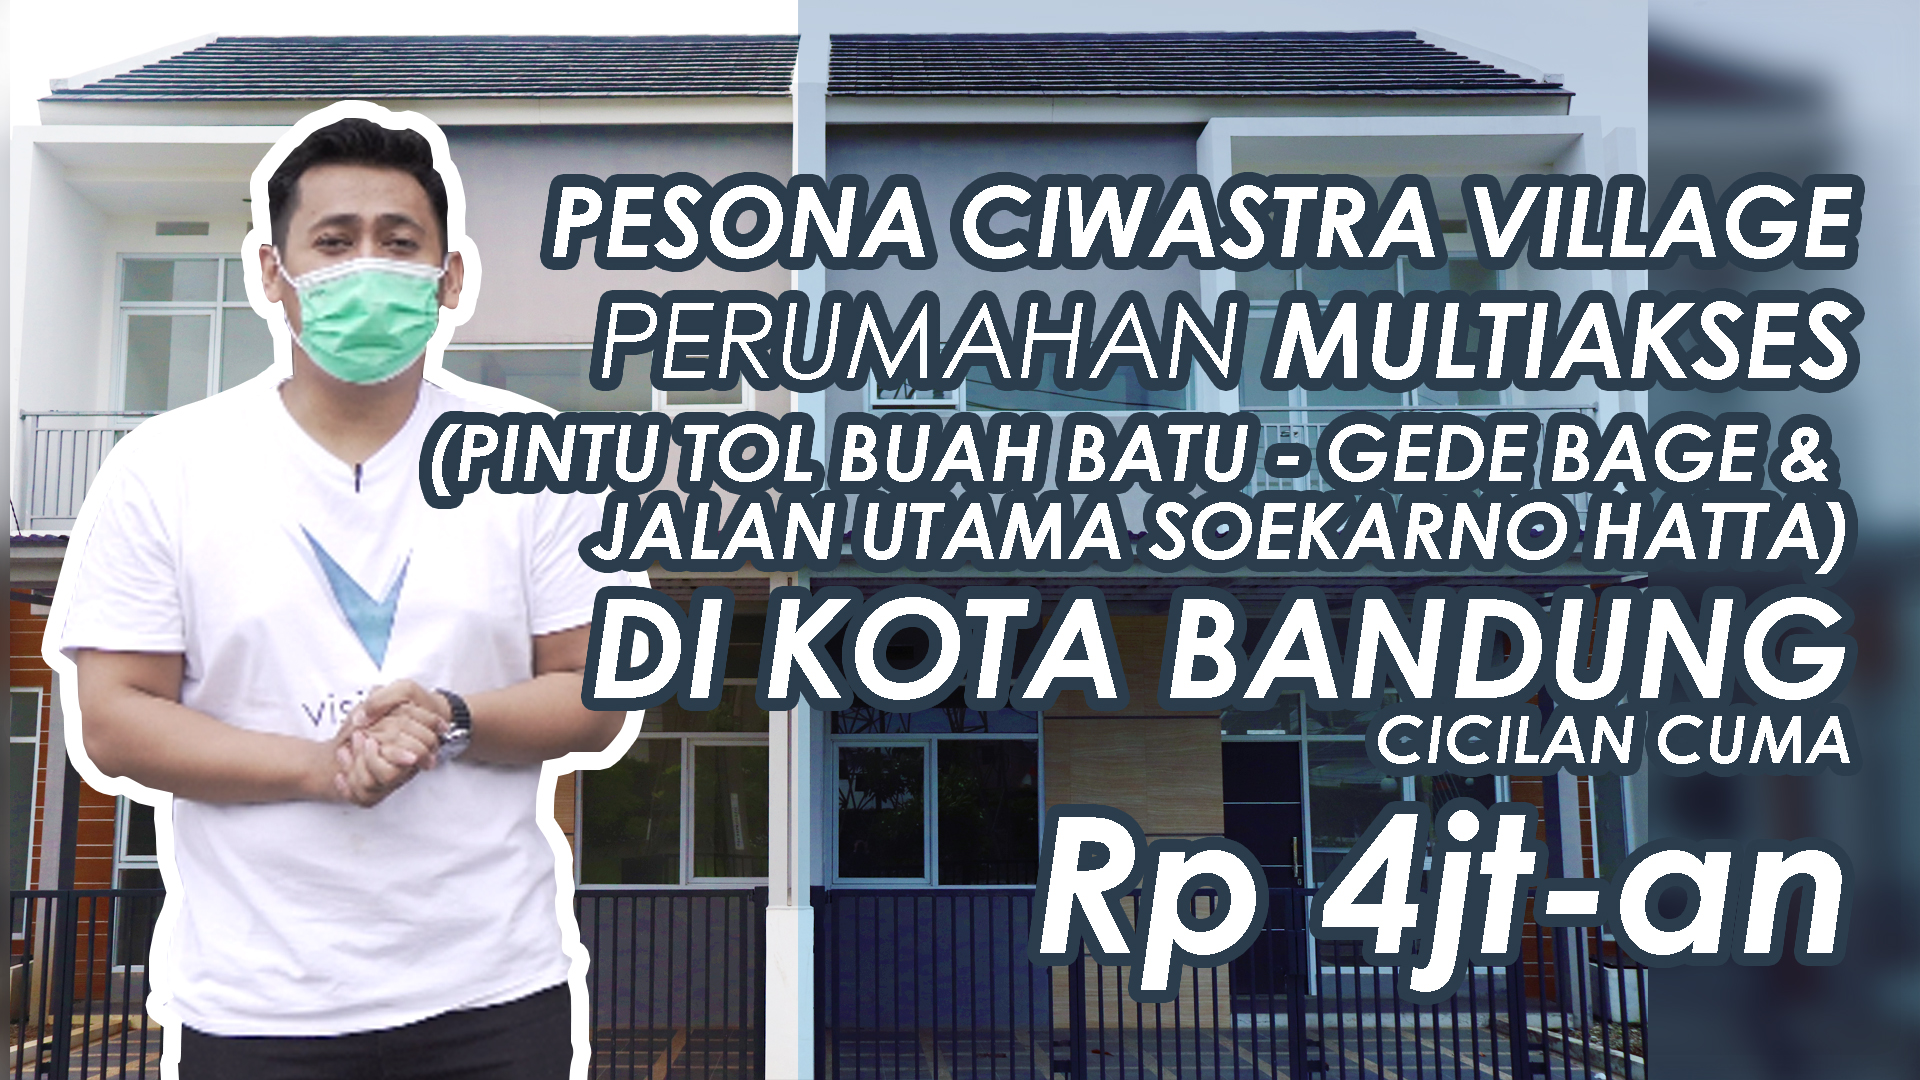 PESONA CIWASTRA VILLAGE
PERUMAHAN MULTIAKSES
(PINTU TOL BUAH BATU - GEDE BAGE &
JALAN UTAMA SOEKARNO HATTA)
DI KOTA BANDUNG
CICILAN CUMA
Rp 4jt-an